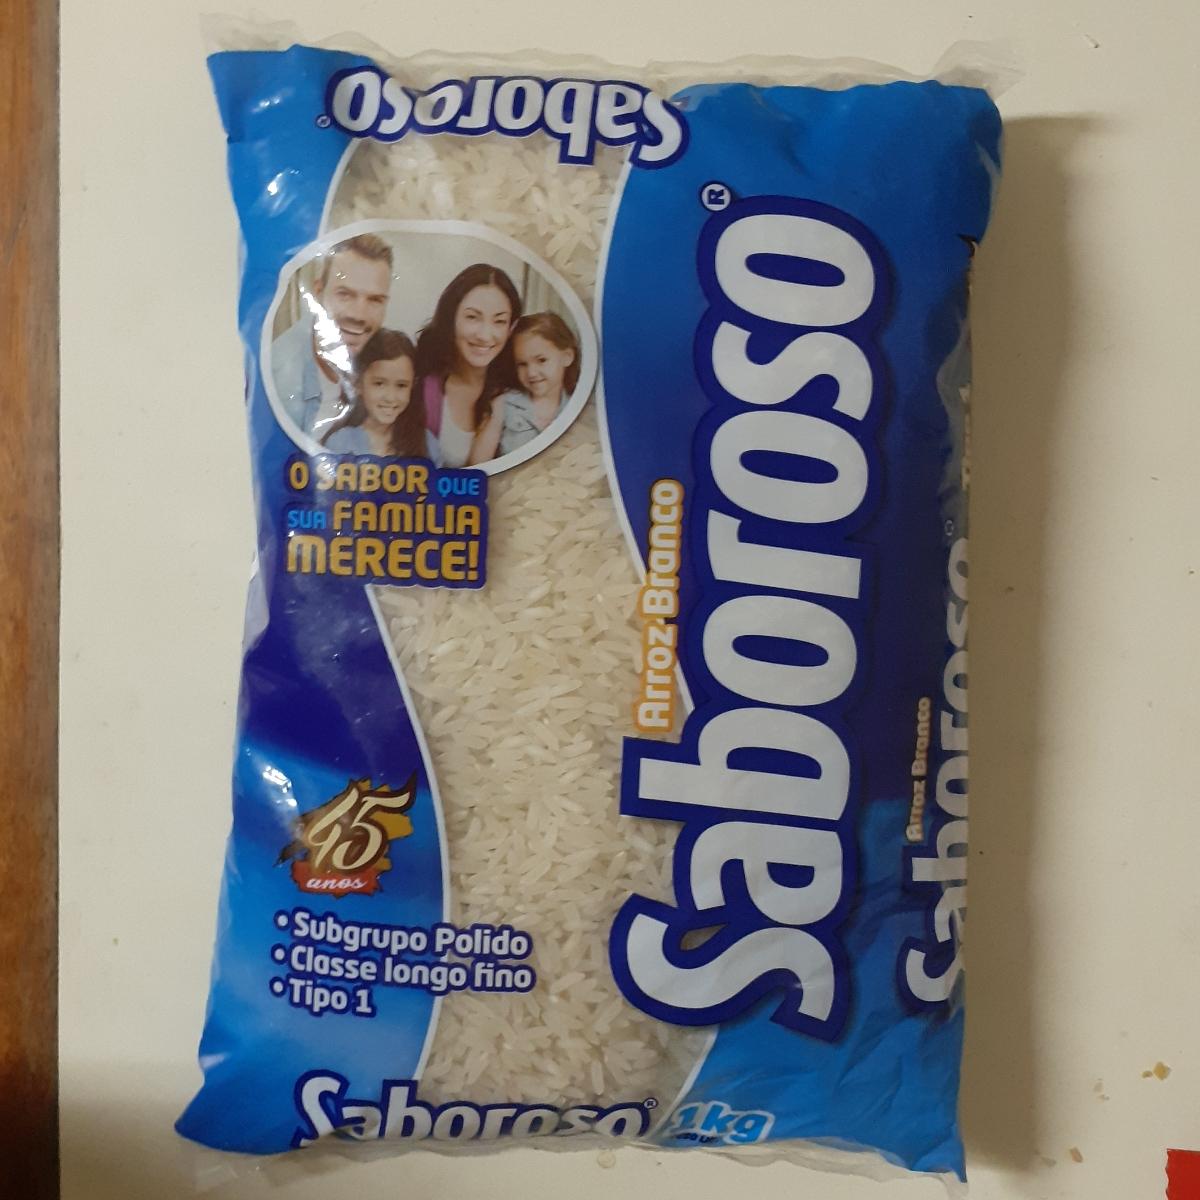 Saboroso®
Saboroso®
Arroz Branco
O SABOR QUE
SUA FAMÍLIA
MERECE!
45
anos
• Subgrupo Polido
• Classe longo fino
• Tipo 1
Saboroso®
1kg
Arroz Branco
Saboroso®